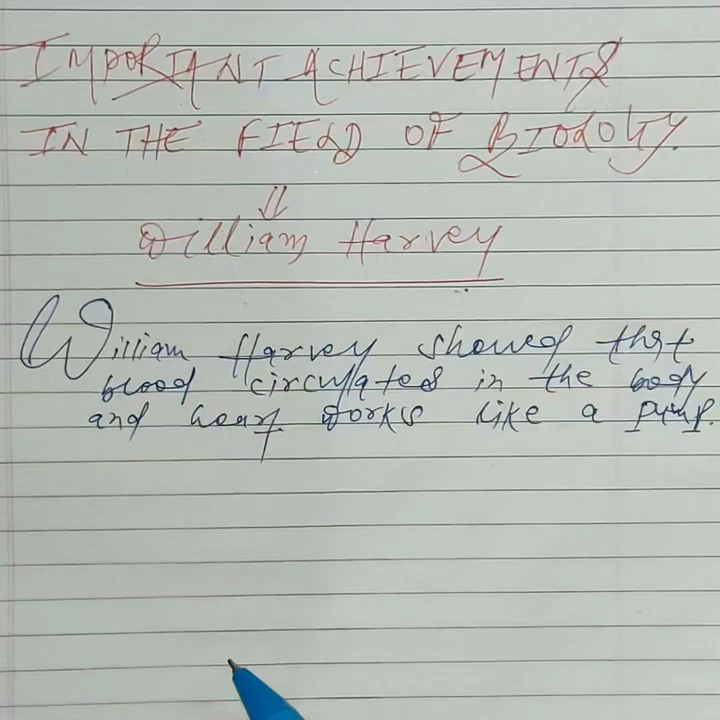 IMPORTANT ACHIEVEMENTS
IN THE FIELD OF BIOLOGY.
⇓
William Harvey
William Harvey showed that
blood circulated in the body
and heart works like a pump.